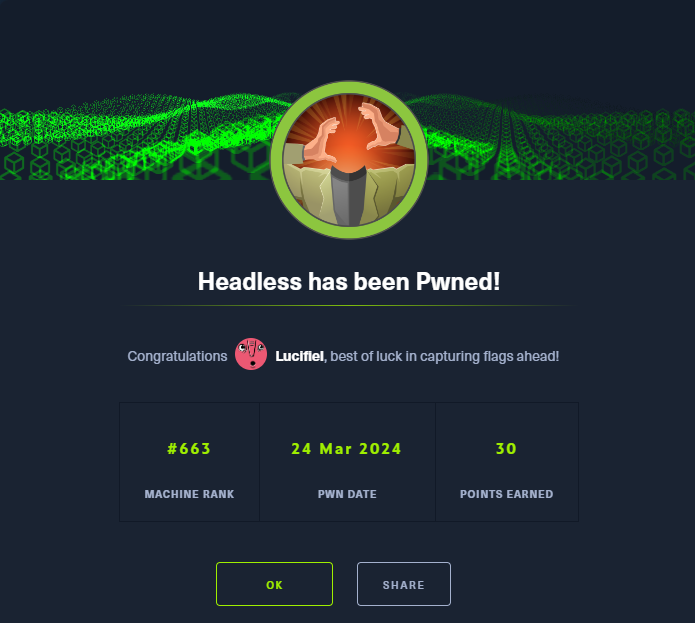 Headless has been Pwned!
Congratulations Lucifiel, best of luck in capturing flags ahead!
#663 24 Mar 2024 30
MACHINE RANK PWN DATE POINTS EARNED
OK SHARE